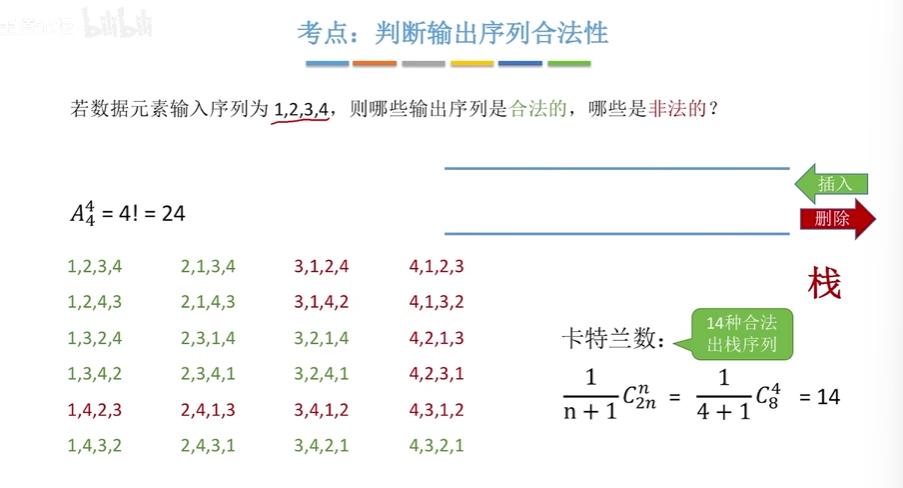 bilibili
考点：判断输出序列合法性
若数据元素输入序列为 1,2,3,4，则哪些输出序列是合法的，哪些是非法的？
插入
删除
A₄⁴ = 4! = 24
1,2,3,4 2,1,3,4 3,1,2,4 4,1,2,3
1,2,4,3 2,1,4,3 3,1,4,2 4,1,3,2
1,3,2,4 2,3,1,4 3,2,1,4 4,2,1,3
1,3,4,2 2,3,4,1 3,2,4,1 4,2,3,1
1,4,2,3 2,4,1,3 3,4,1,2 4,3,1,2
1,4,3,2 2,4,3,1 3,4,2,1 4,3,2,1
栈
14种合法
出栈序列
卡特兰数：
1/(n+1) C₂ₙⁿ = 1/(4+1) C₈⁴ = 14